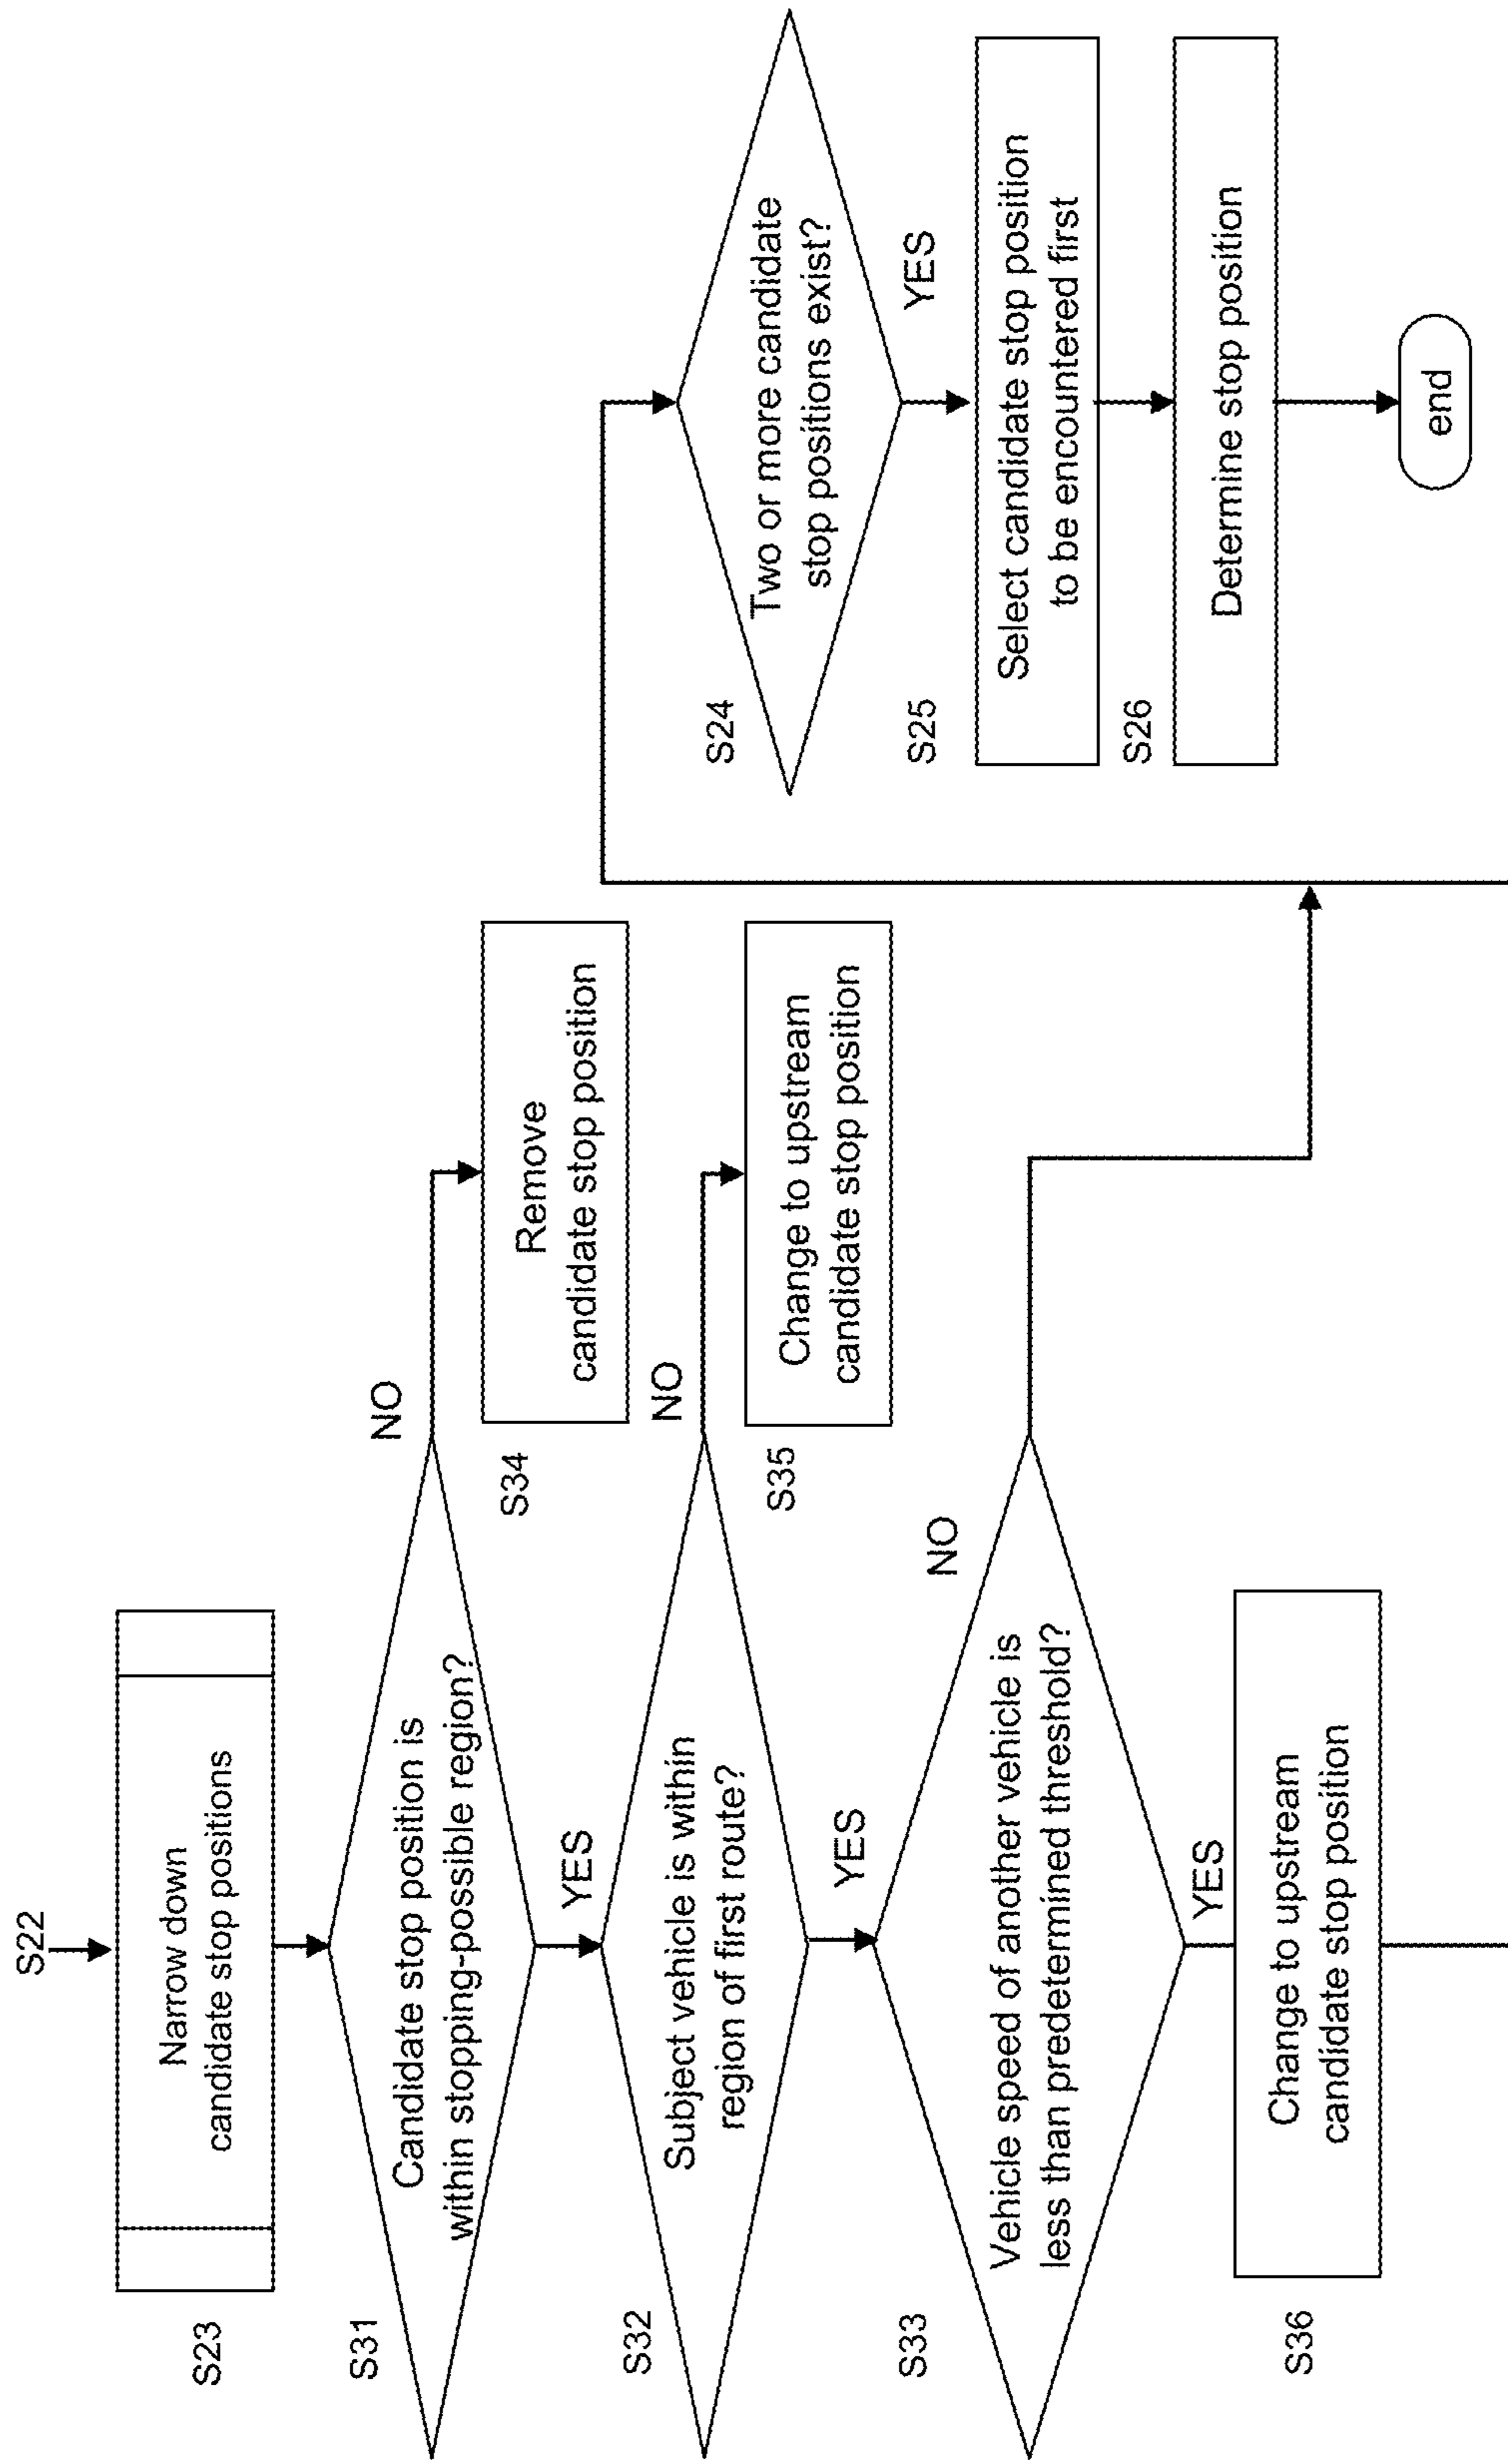 S22
S23
Narrow down
candidate stop positions
S31
Candidate stop position is
within stopping-possible region?
NO
YES
S34
Remove
candidate stop position
S32
Subject vehicle is within
region of first route?
NO
YES
S35
Change to upstream
candidate stop position
S33
Vehicle speed of another vehicle is
less than predetermined threshold?
NO
YES
S36
Change to upstream
candidate stop position
S24
Two or more candidate
stop positions exist?
YES
S25
Select candidate stop position
to be encountered first
S26
Determine stop position
end